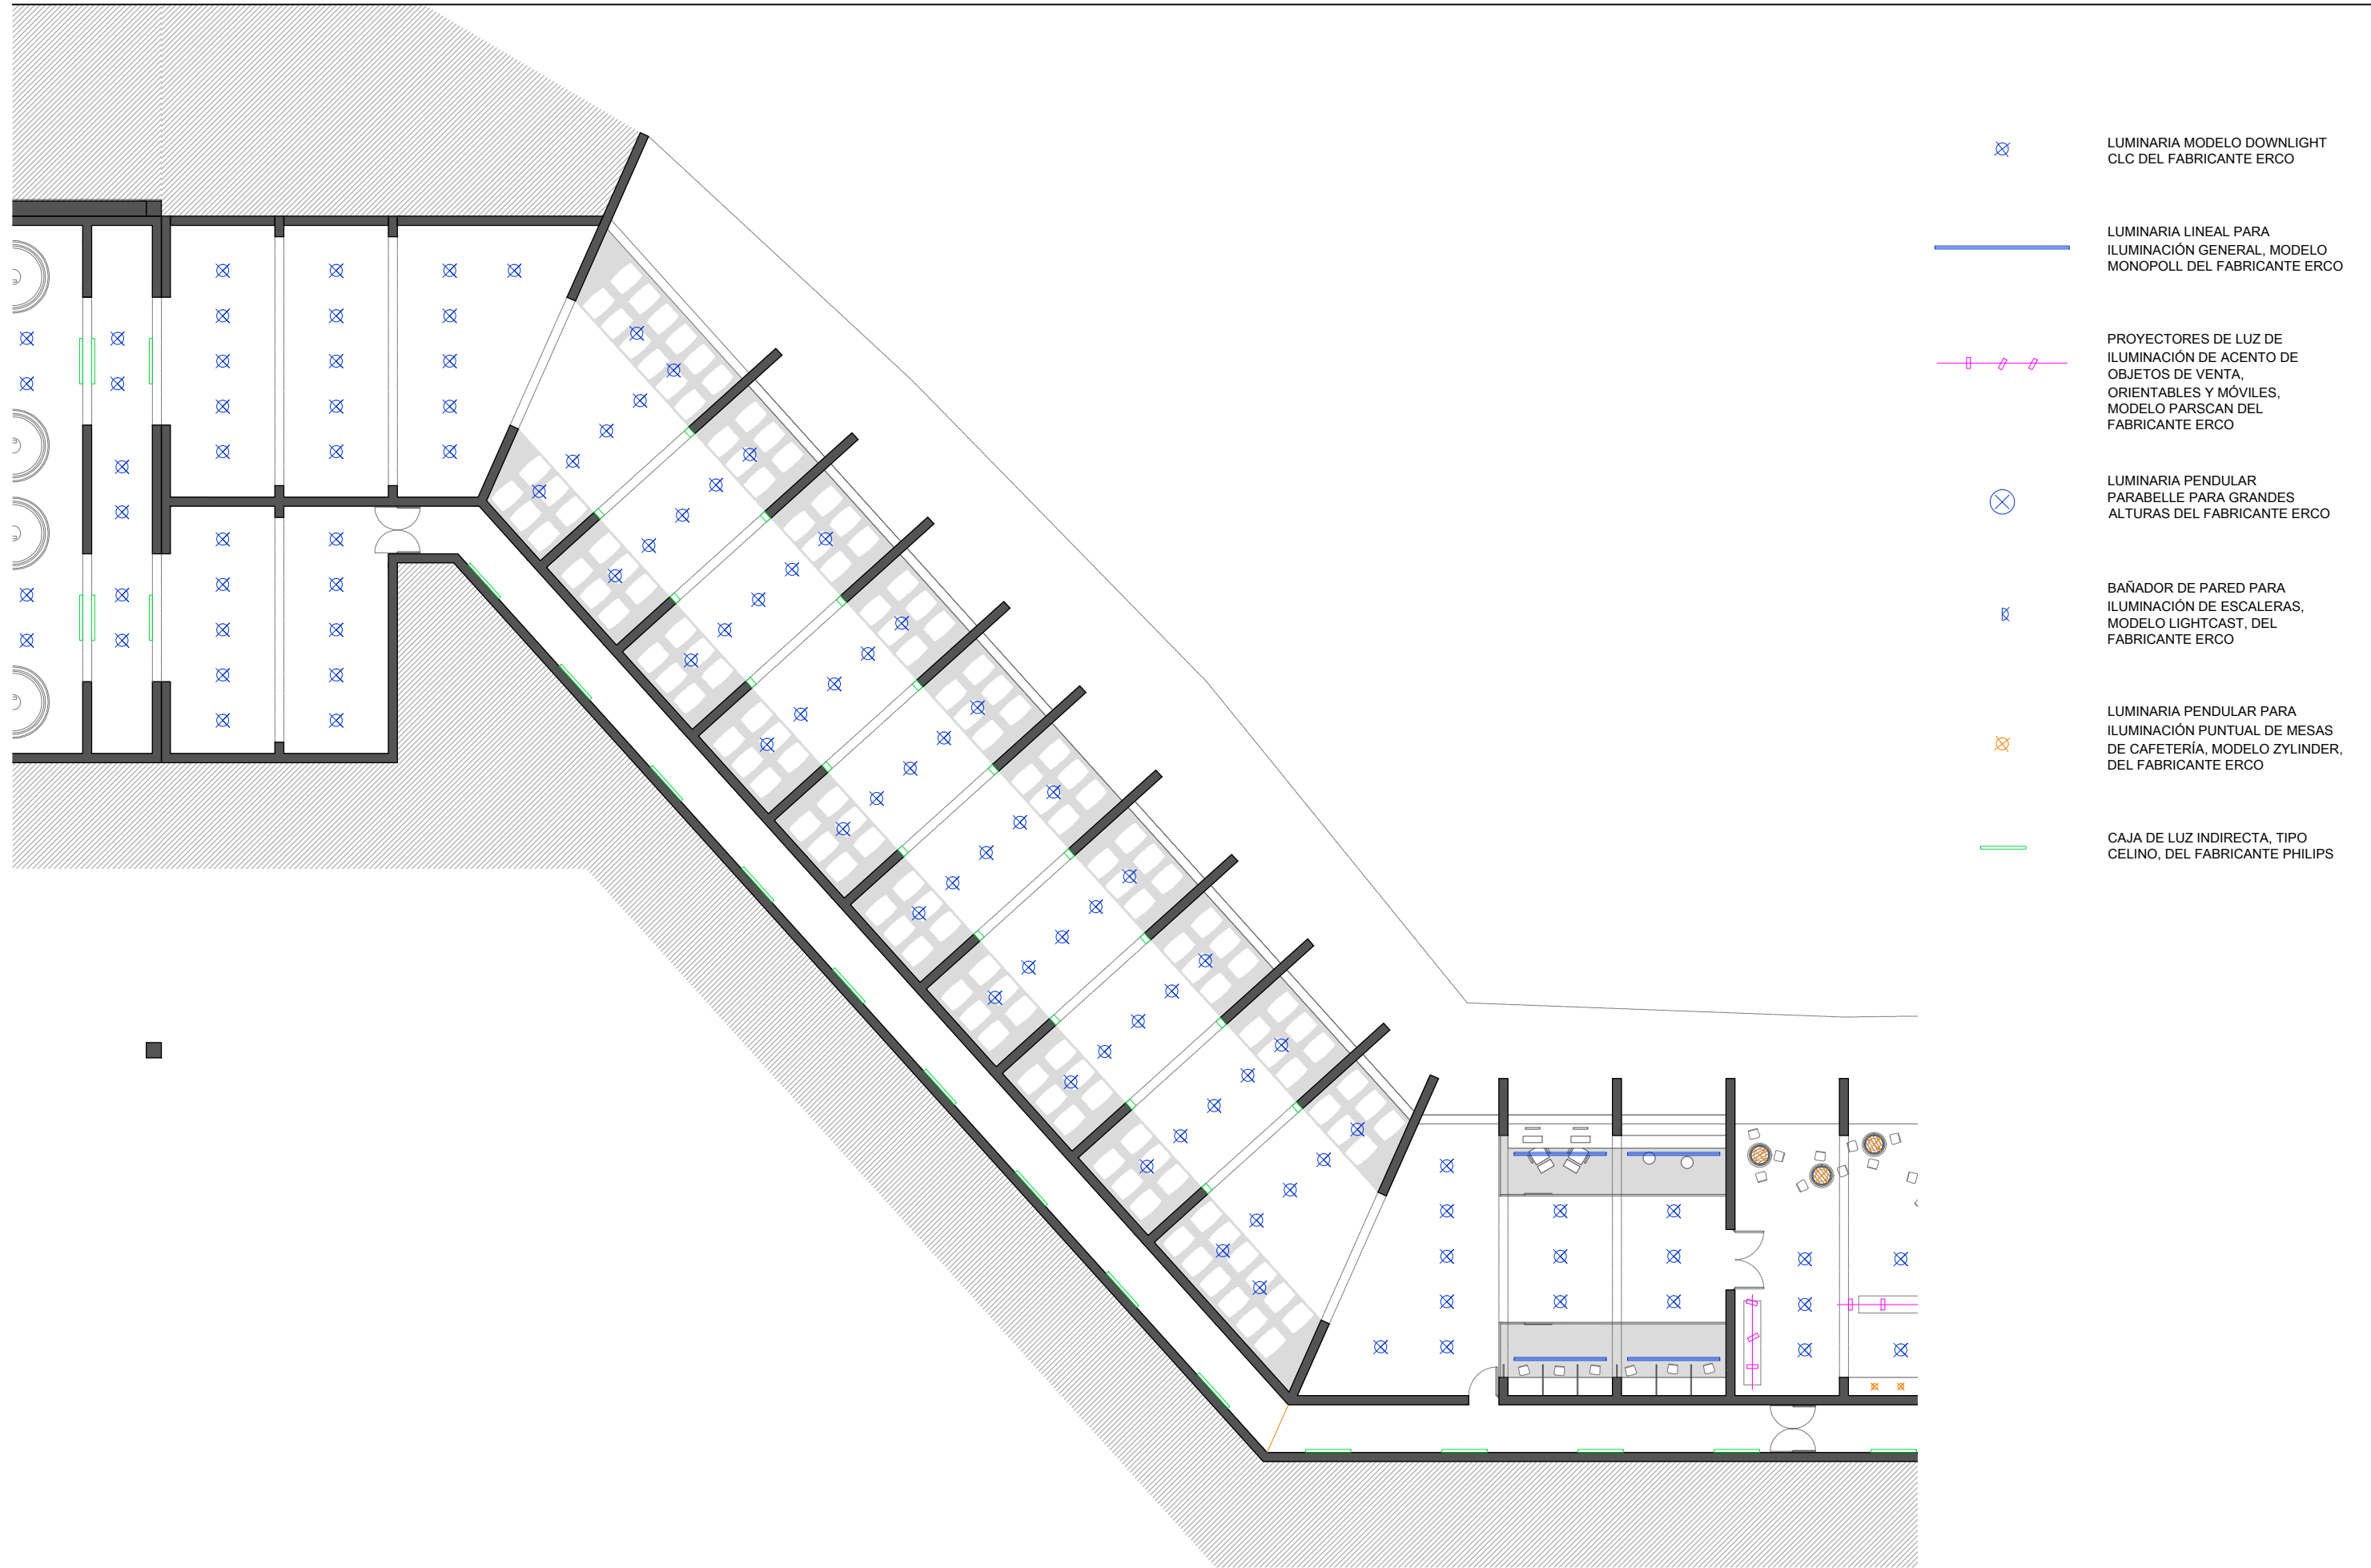 LUMINARIA MODELO DOWNLIGHT
CLC DEL FABRICANTE ERCO
LUMINARIA LINEAL PARA
ILUMINACIÓN GENERAL, MODELO
MONOPOLL DEL FABRICANTE ERCO
PROYECTORES DE LUZ DE
ILUMINACIÓN DE ACENTO DE
OBJETOS DE VENTA,
ORIENTABLES Y MÓVILES,
MODELO PARSCAN DEL
FABRICANTE ERCO
LUMINARIA PENDULAR
PARABELLE PARA GRANDES
ALTURAS DEL FABRICANTE ERCO
BAÑADOR DE PARED PARA
ILUMINACIÓN DE ESCALERAS,
MODELO LIGHTCAST, DEL
FABRICANTE ERCO
LUMINARIA PENDULAR PARA
ILUMINACIÓN PUNTUAL DE MESAS
DE CAFETERÍA, MODELO ZYLINDER,
DEL FABRICANTE ERCO
CAJA DE LUZ INDIRECTA, TIPO
CELINO, DEL FABRICANTE PHILIPS